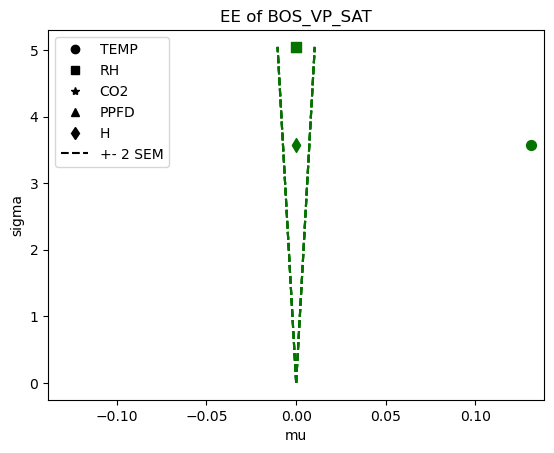 EE of BOS_VP_SAT
TEMP
RH
CO2
PPFD
H
+- 2 SEM
5
4
3
2
1
0
sigma
−0.10
−0.05
0.00
0.05
0.10
mu